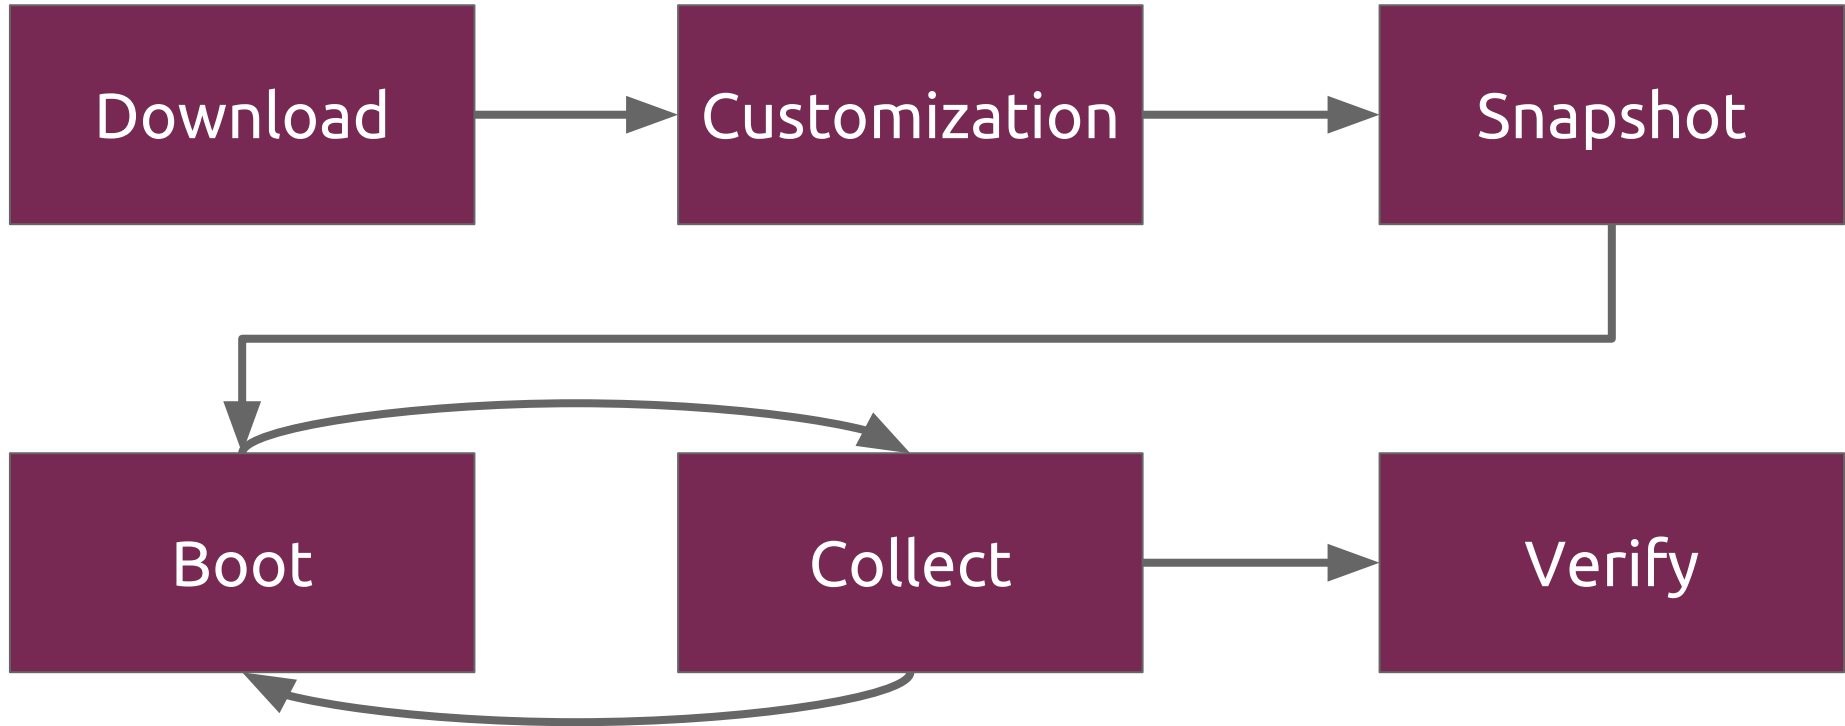 Download
Customization
Snapshot
Boot
Collect
Verify